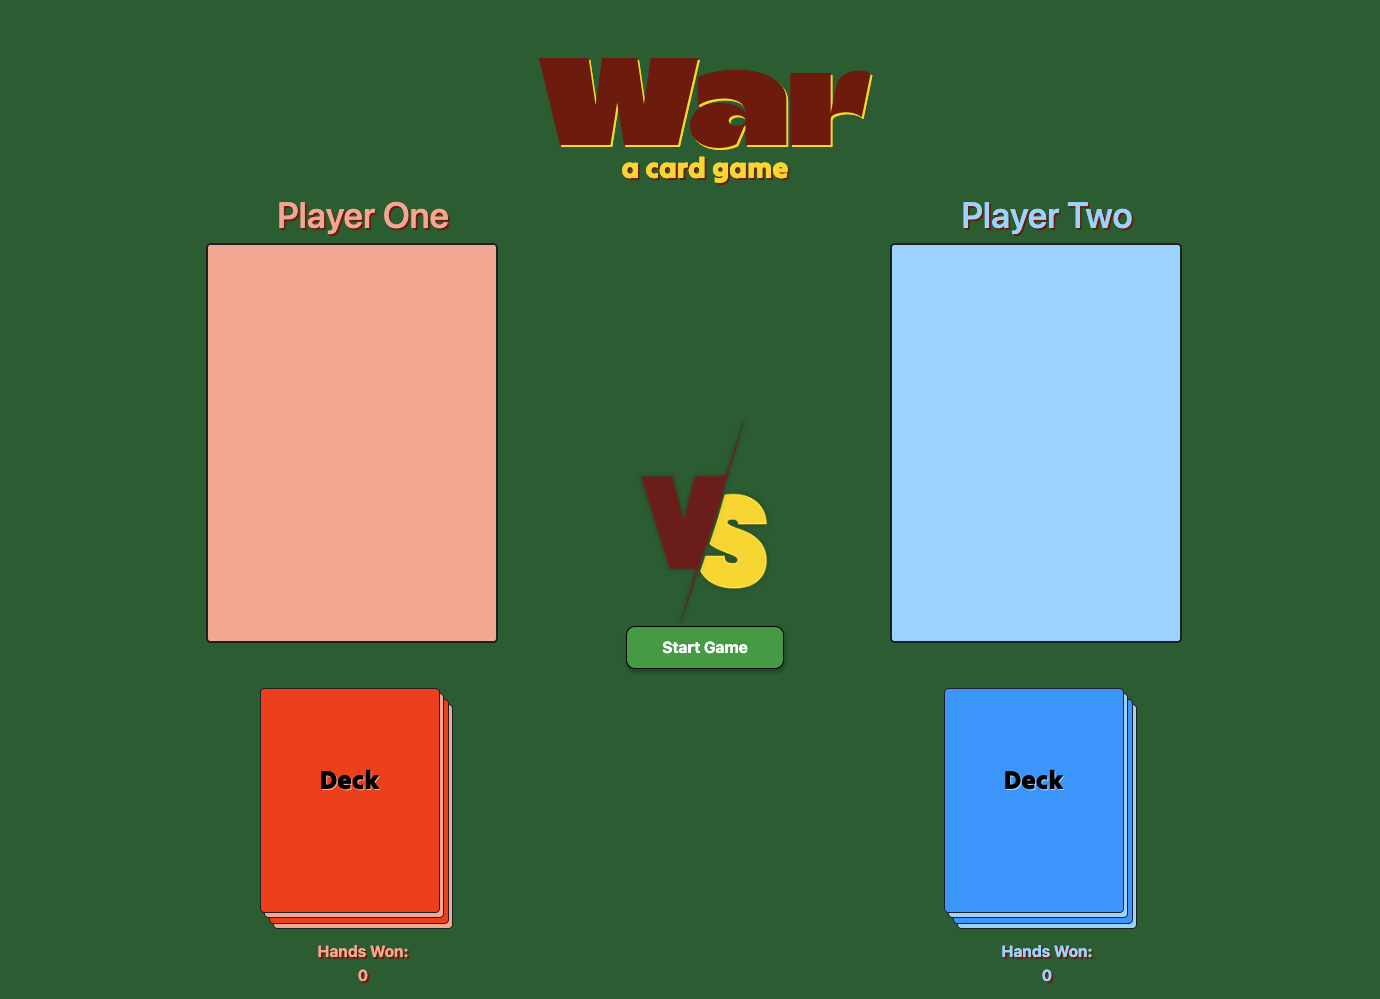 War
a card game
Player One
Player Two
VS
Start Game
Deck
Deck
Hands Won:
0
Hands Won:
0